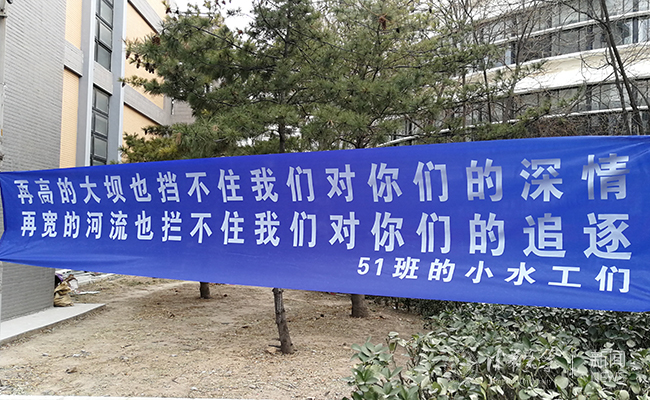 再高的大坝也挡不住我们对你们的深情
再宽的河流也拦不住我们对你们的追逐
51班的小水工们
新闻